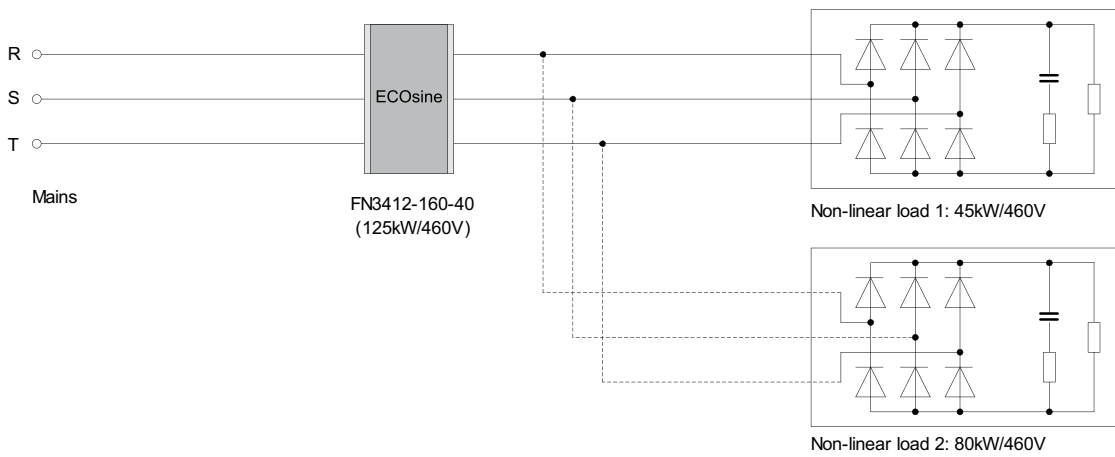 R
S
T
Mains
ECOsine
FN3412-160-40
(125kW/460V)
Non-linear load 1: 45kW/460V
Non-linear load 2: 80kW/460V